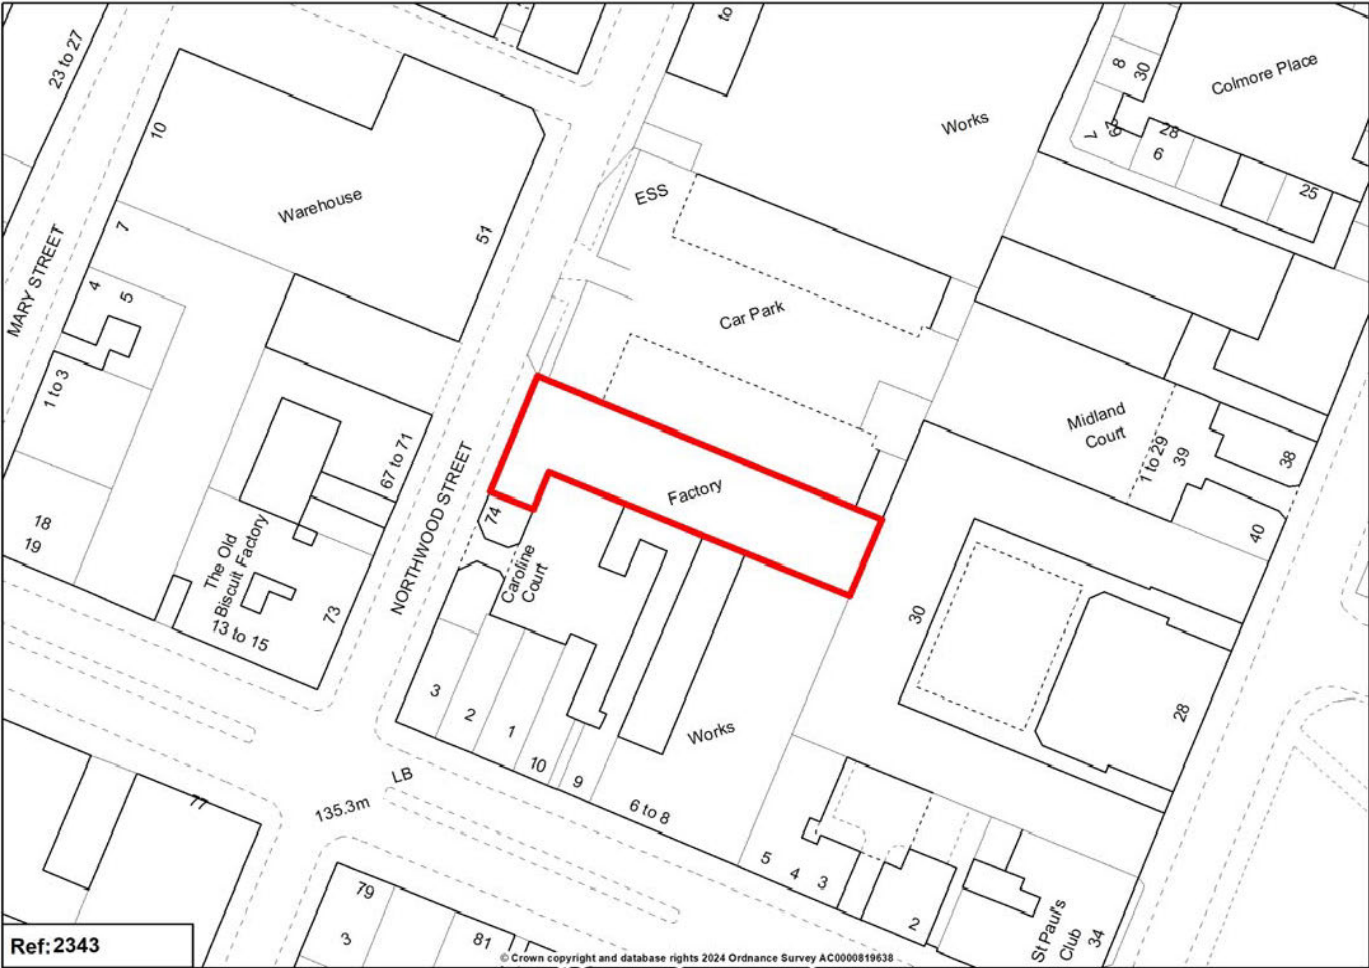 to
23 to 27
8
30
Colmore Place
10
Works
7
29
28
6
ESS
25
Warehouse
7
51
MARY STREET
4
5
Car Park
1 to 3
Midland
Court
1 to 29
39
38
67 to 71
NORTHWOOD STREET
Factory
74
40
18
19
The Old
Biscuit Factory
Caroline
Court
73
30
13 to 15
3
2
1
10
9
6 to 8
Works
28
LB
135.3m
77
5
4
3
79
3
81
2
St Paul's
Club
34
Ref:2343
© Crown copyright and database rights 2024 Ordnance Survey AC0000819638